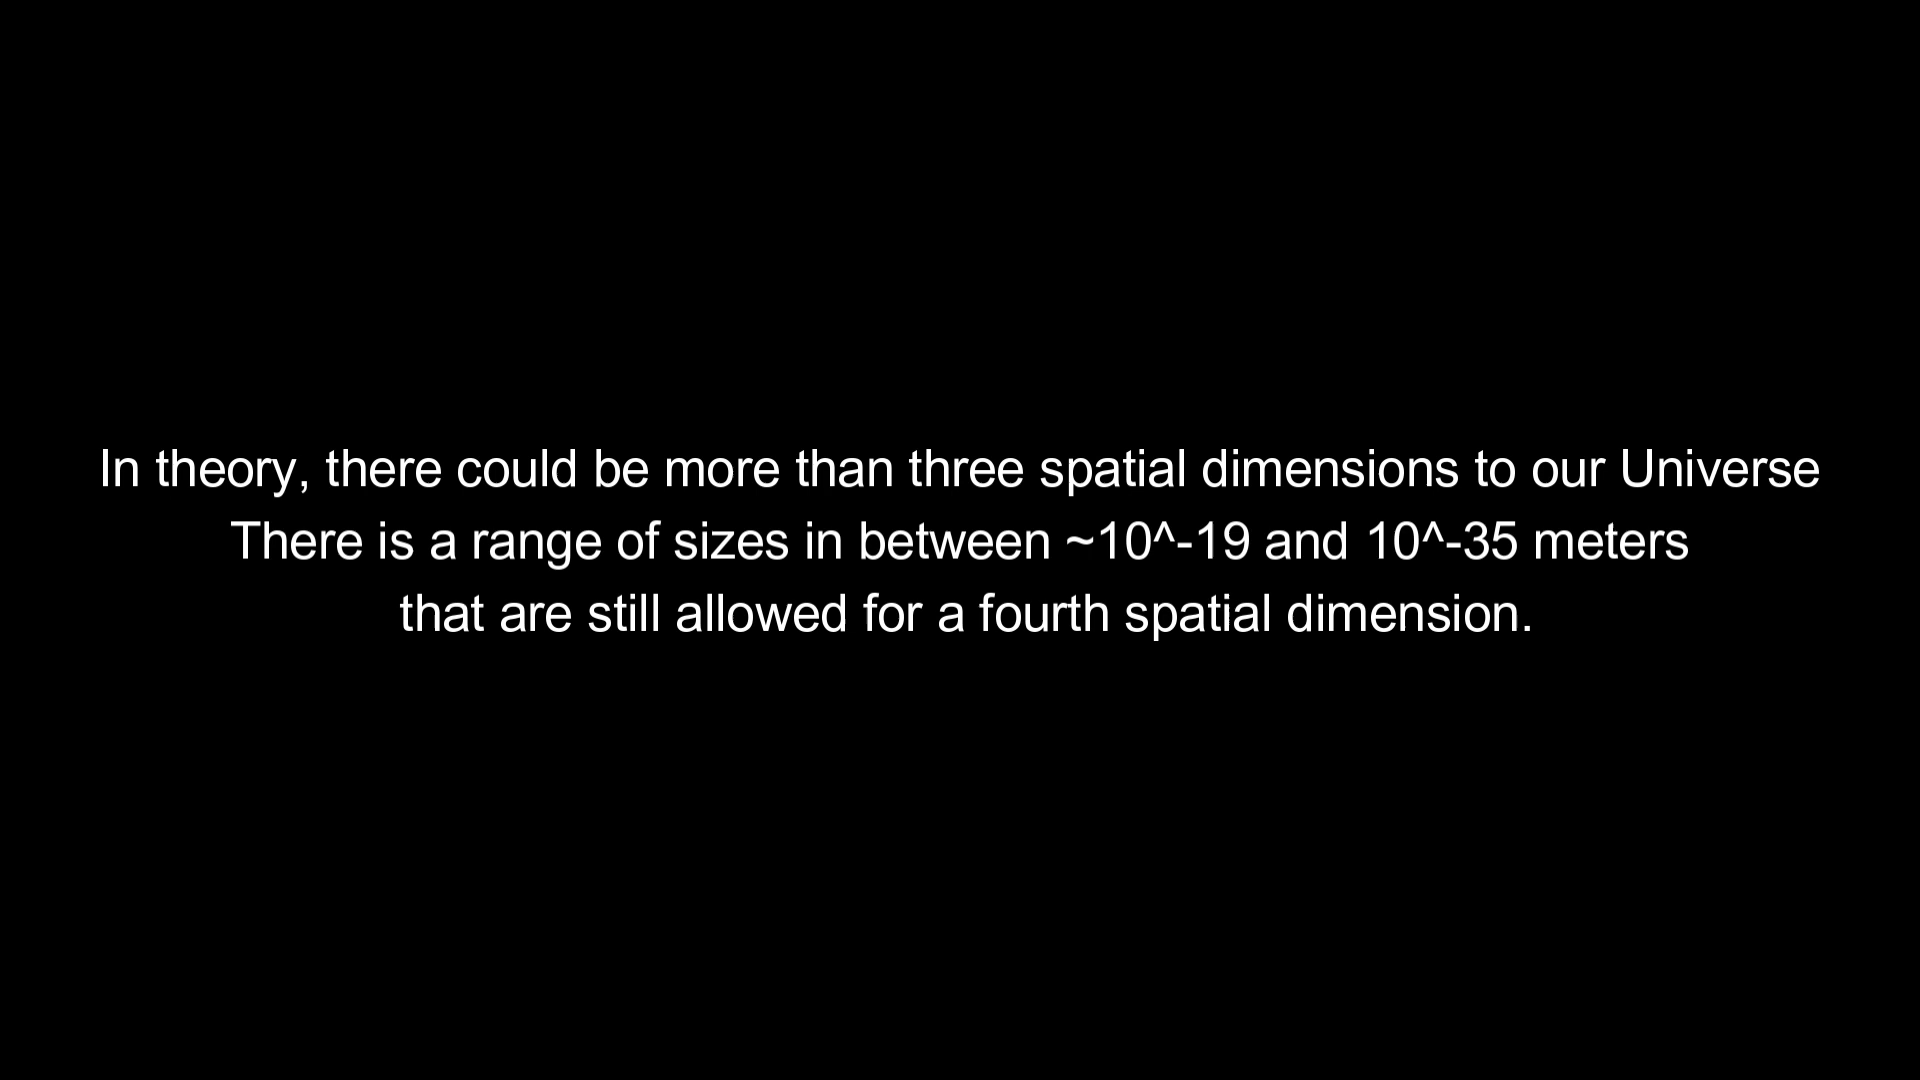 In theory, there could be more than three spatial dimensions to our Universe
There is a range of sizes in between ~10^-19 and 10^-35 meters
that are still allowed for a fourth spatial dimension.